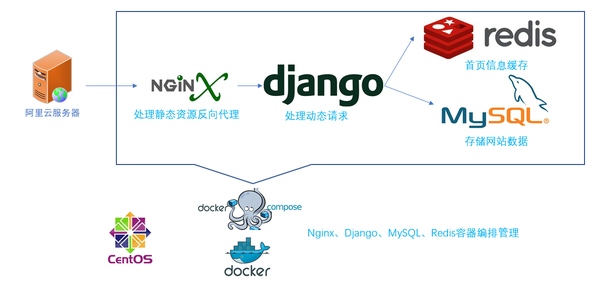 redis
首页信息缓存
NGiNX
django
阿里云服务器
处理静态资源反向代理
处理动态请求
MySQL®
存储网站数据
docker compose
Nginx、Django、MySQL、Redis容器编排管理
CentOS
docker